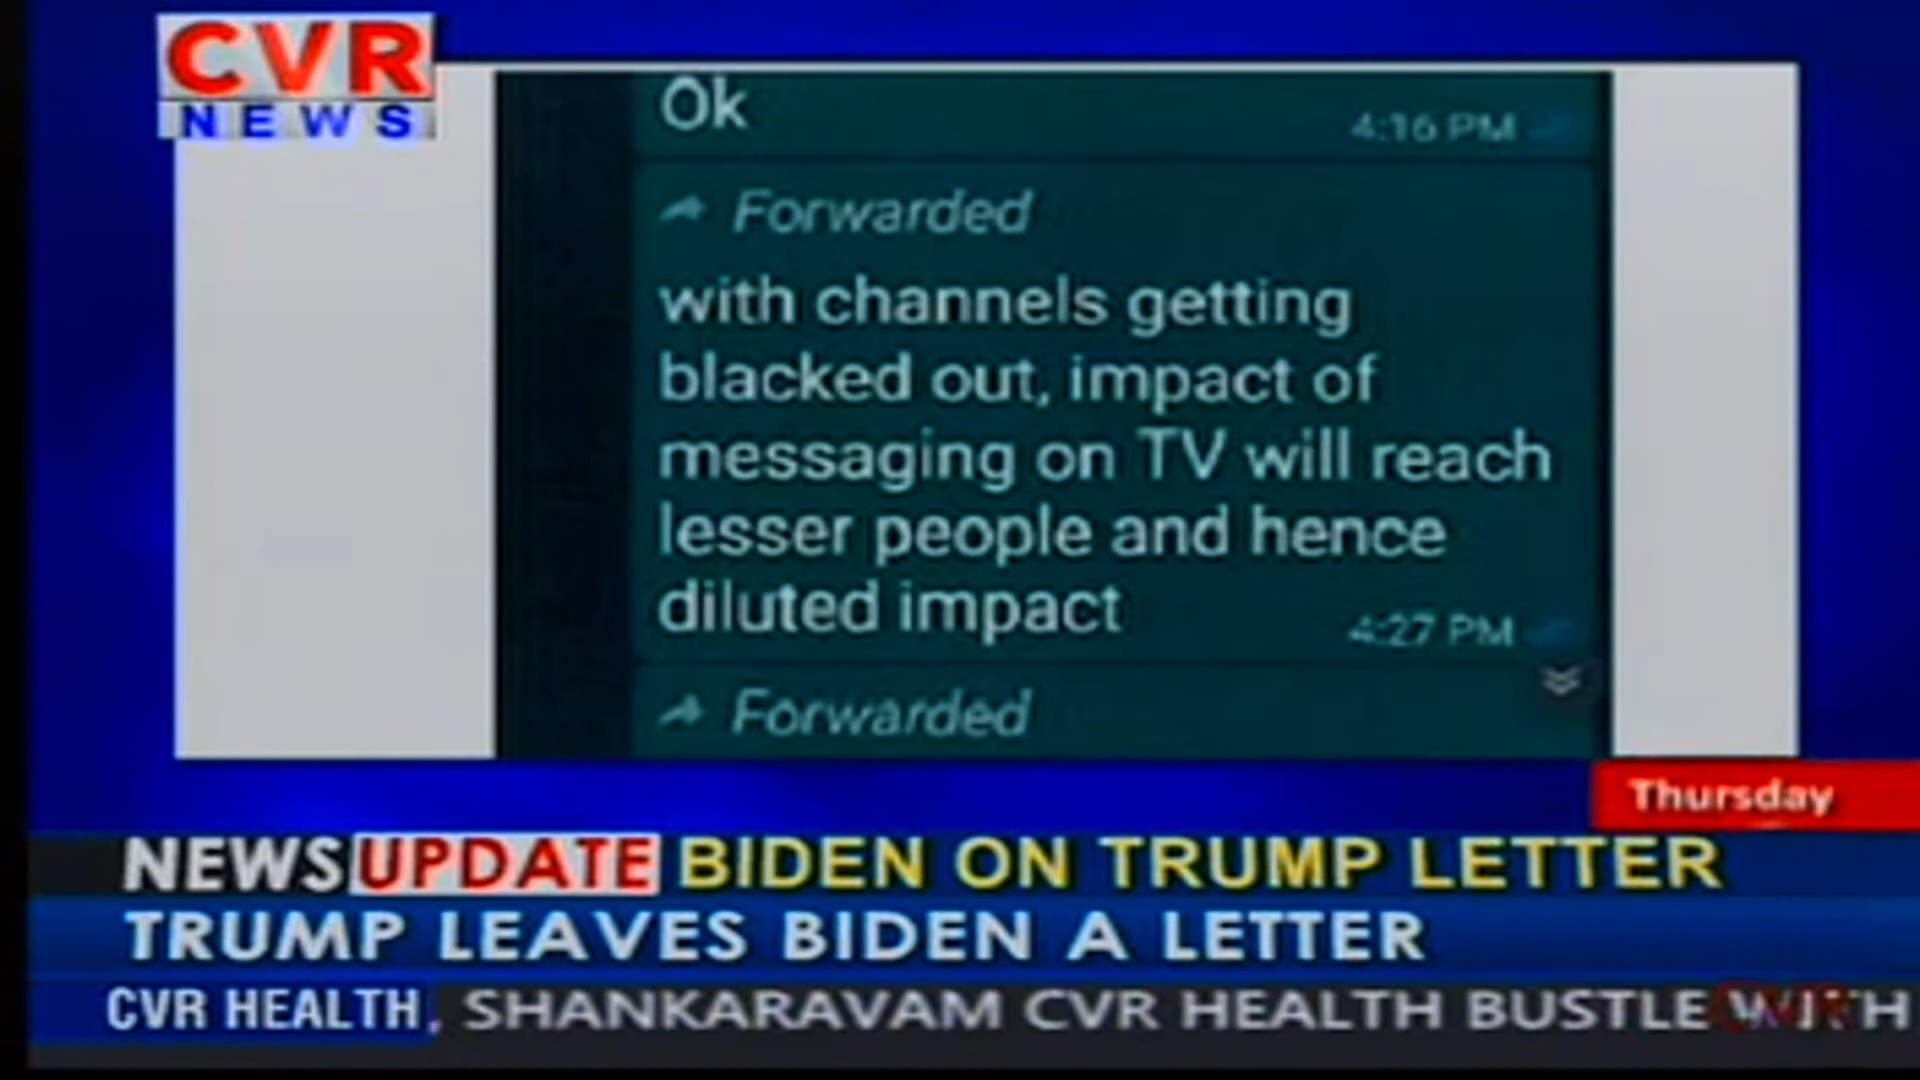 CVR
NEWS
Ok
4:16 PM
Forwarded
with channels getting
blacked out, impact of
messaging on TV will reach
lesser people and hence
diluted impact
4:27 PM
Forwarded
Thursday
NEWS UPDATE BIDEN ON TRUMP LETTER
TRUMP LEAVES BIDEN A LETTER
CVR HEALTH, SHANKARAVAM CVR HEALTH BUSTLE WITH